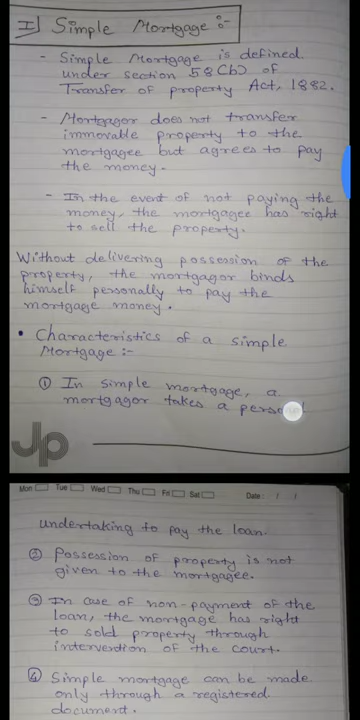 I] Simple Mortgage :-
- Simple Mortgage is defined
under section 58(b) of
Transfer of property Act, 1882.
- Mortgagor does not transfer
immovable property to the
mortgagee but agrees to pay
the money.
- In the event of not paying the
money, the mortgagee has right
to sell the property.
Without delivering possession of the
property, the mortgagor binds
himself personally to pay the
mortgage money.
• Characteristics of a simple
Mortgage :-
① In simple mortgage, a
mortgagor takes a personal
Jp
Mon Tue Wed Thu Fri Sat Date : / /
undertaking to pay the loan.
② Possession of property is not
given to the mortgagee.
③ In case of non-payment of the
loan, the mortgage has right
to sold property through
intervention of the court.
④ Simple mortgage can be made
only through a registered
document.